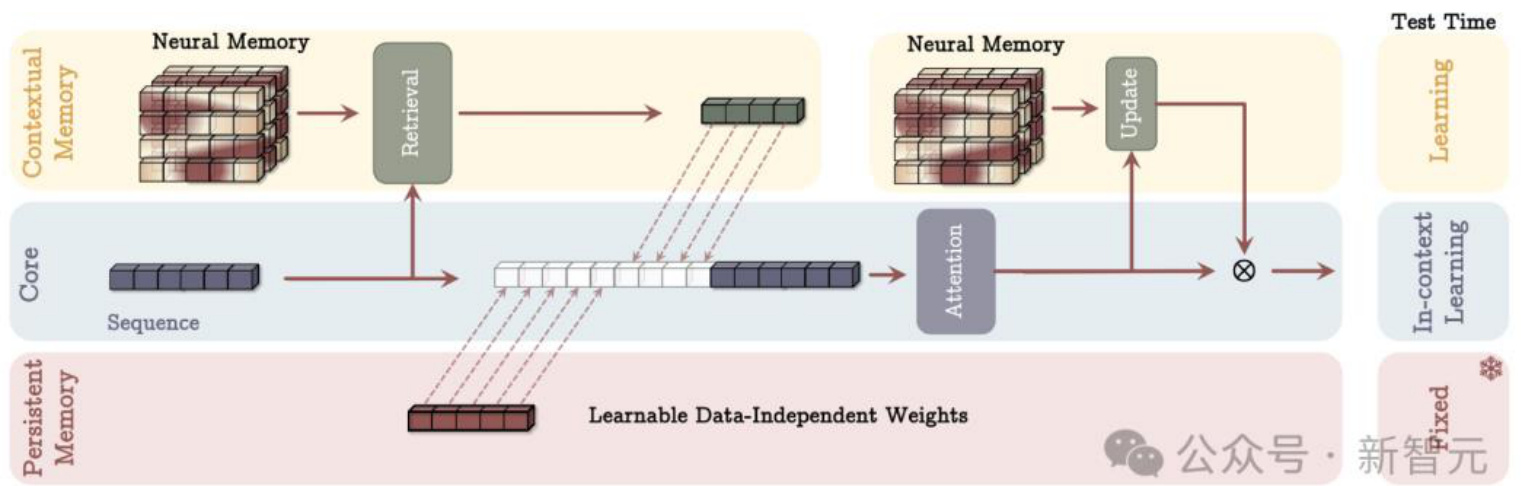 Test Time
Contextual
Memory
Neural Memory
Retrieval
Neural Memory
Update
Learning
Core
Sequence
Attention
In-context
Learning
Persistent
Memory
Learnable Data-Independent Weights
Fixed
公众号 · 新智元